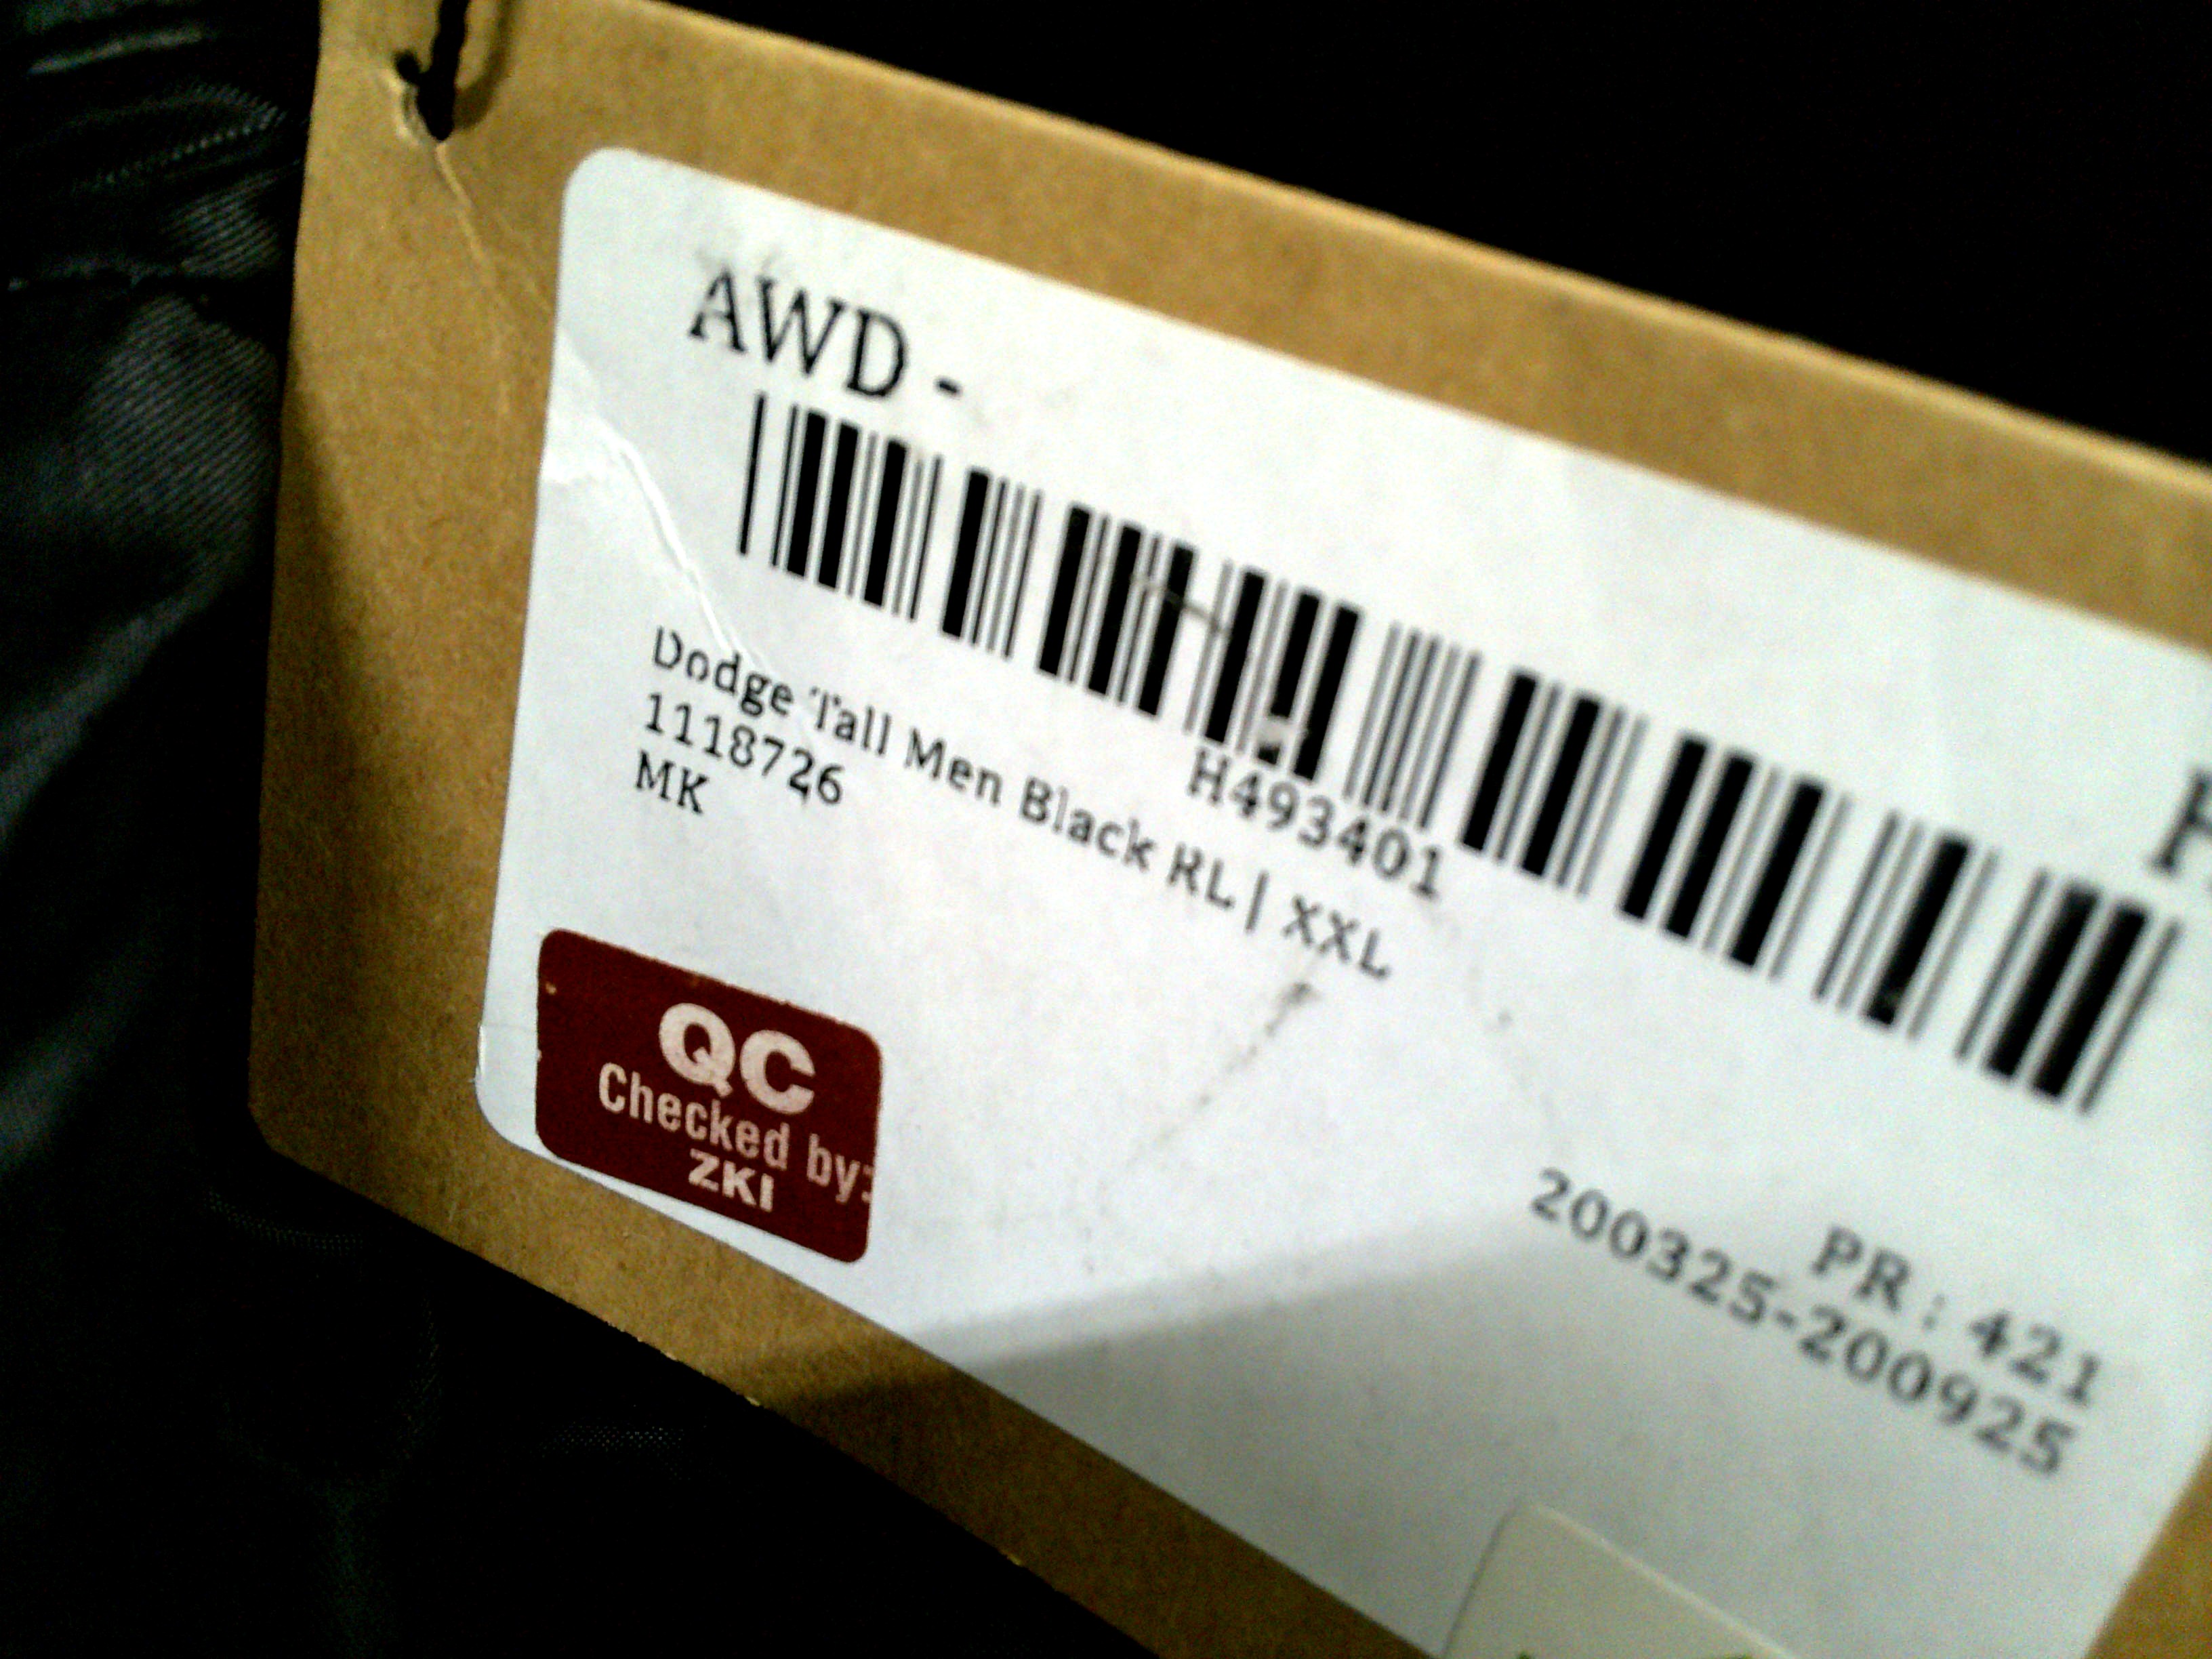 AWD -
H493401
Dodge Tall Men Black RL | XXL
1118726
MK
QC
Checked by:
ZKI
PR : 421
200325-200925